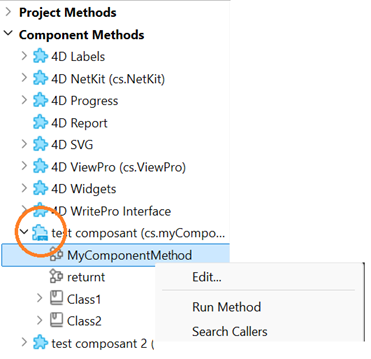 Project Methods
Component Methods
4D Labels
4D NetKit (cs.NetKit)
4D Progress
4D Report
4D SVG
4D ViewPro (cs.ViewPro)
4D Widgets
4D WritePro Interface
test composant (cs.myCompo...
MyComponentMethod
returnt
Edit...
Class1
Run Method
Class2
Search Callers
test composant 2 (